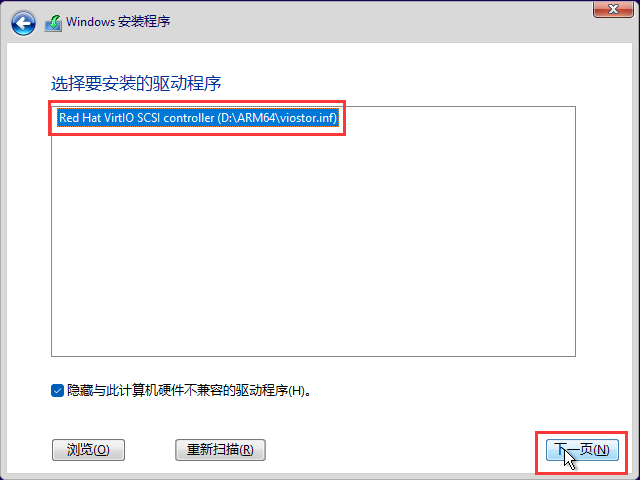 Windows 安装程序
选择要安装的驱动程序
Red Hat VirtIO SCSI controller (D:\ARM64\viostor.inf)
隐藏与此计算机硬件不兼容的驱动程序(H)。
浏览(O)
重新扫描(R)
下一页(N)